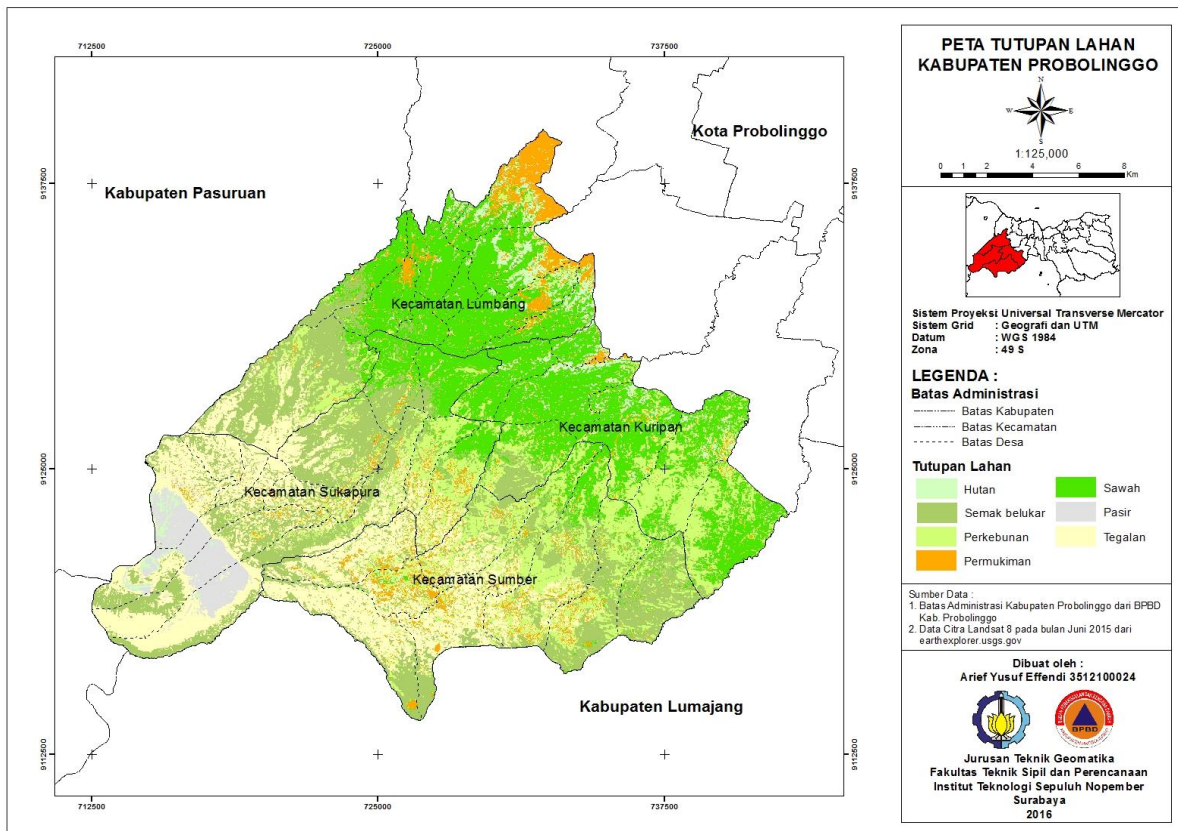 712500 725000 737500
9137500
9125000
9112500
9137500
9125000
9112500
712500 725000 737500
Kabupaten Pasuruan
Kota Probolinggo
Kecamatan Lumbang
Kecamatan Kuripan
Kecamatan Sukapura
Kecamatan Sumber
Kabupaten Lumajang
PETA TUTUPAN LAHAN
KABUPATEN PROBOLINGGO
N
W E
S
1:125,000
0 1 2 4 6 8
Km
Sistem Proyeksi Universal Transverse Mercator
Sistem Grid : Geografi dan UTM
Datum : WGS 1984
Zona : 49 S
LEGENDA :
Batas Administrasi
Batas Kabupaten
Batas Kecamatan
Batas Desa
Tutupan Lahan
Hutan Sawah
Semak belukar Pasir
Perkebunan Tegalan
Permukiman
Sumber Data :
1. Batas Administrasi Kabupaten Probolinggo dari BPBD
Kab. Probolinggo
2. Data Citra Landsat 8 pada bulan Juni 2015 dari
earthexplorer.usgs.gov
Dibuat oleh :
Arief Yusuf Effendi 3512100024
BPBD
Jurusan Teknik Geomatika
Fakultas Teknik Sipil dan Perencanaan
Institut Teknologi Sepuluh Nopember
Surabaya
2016